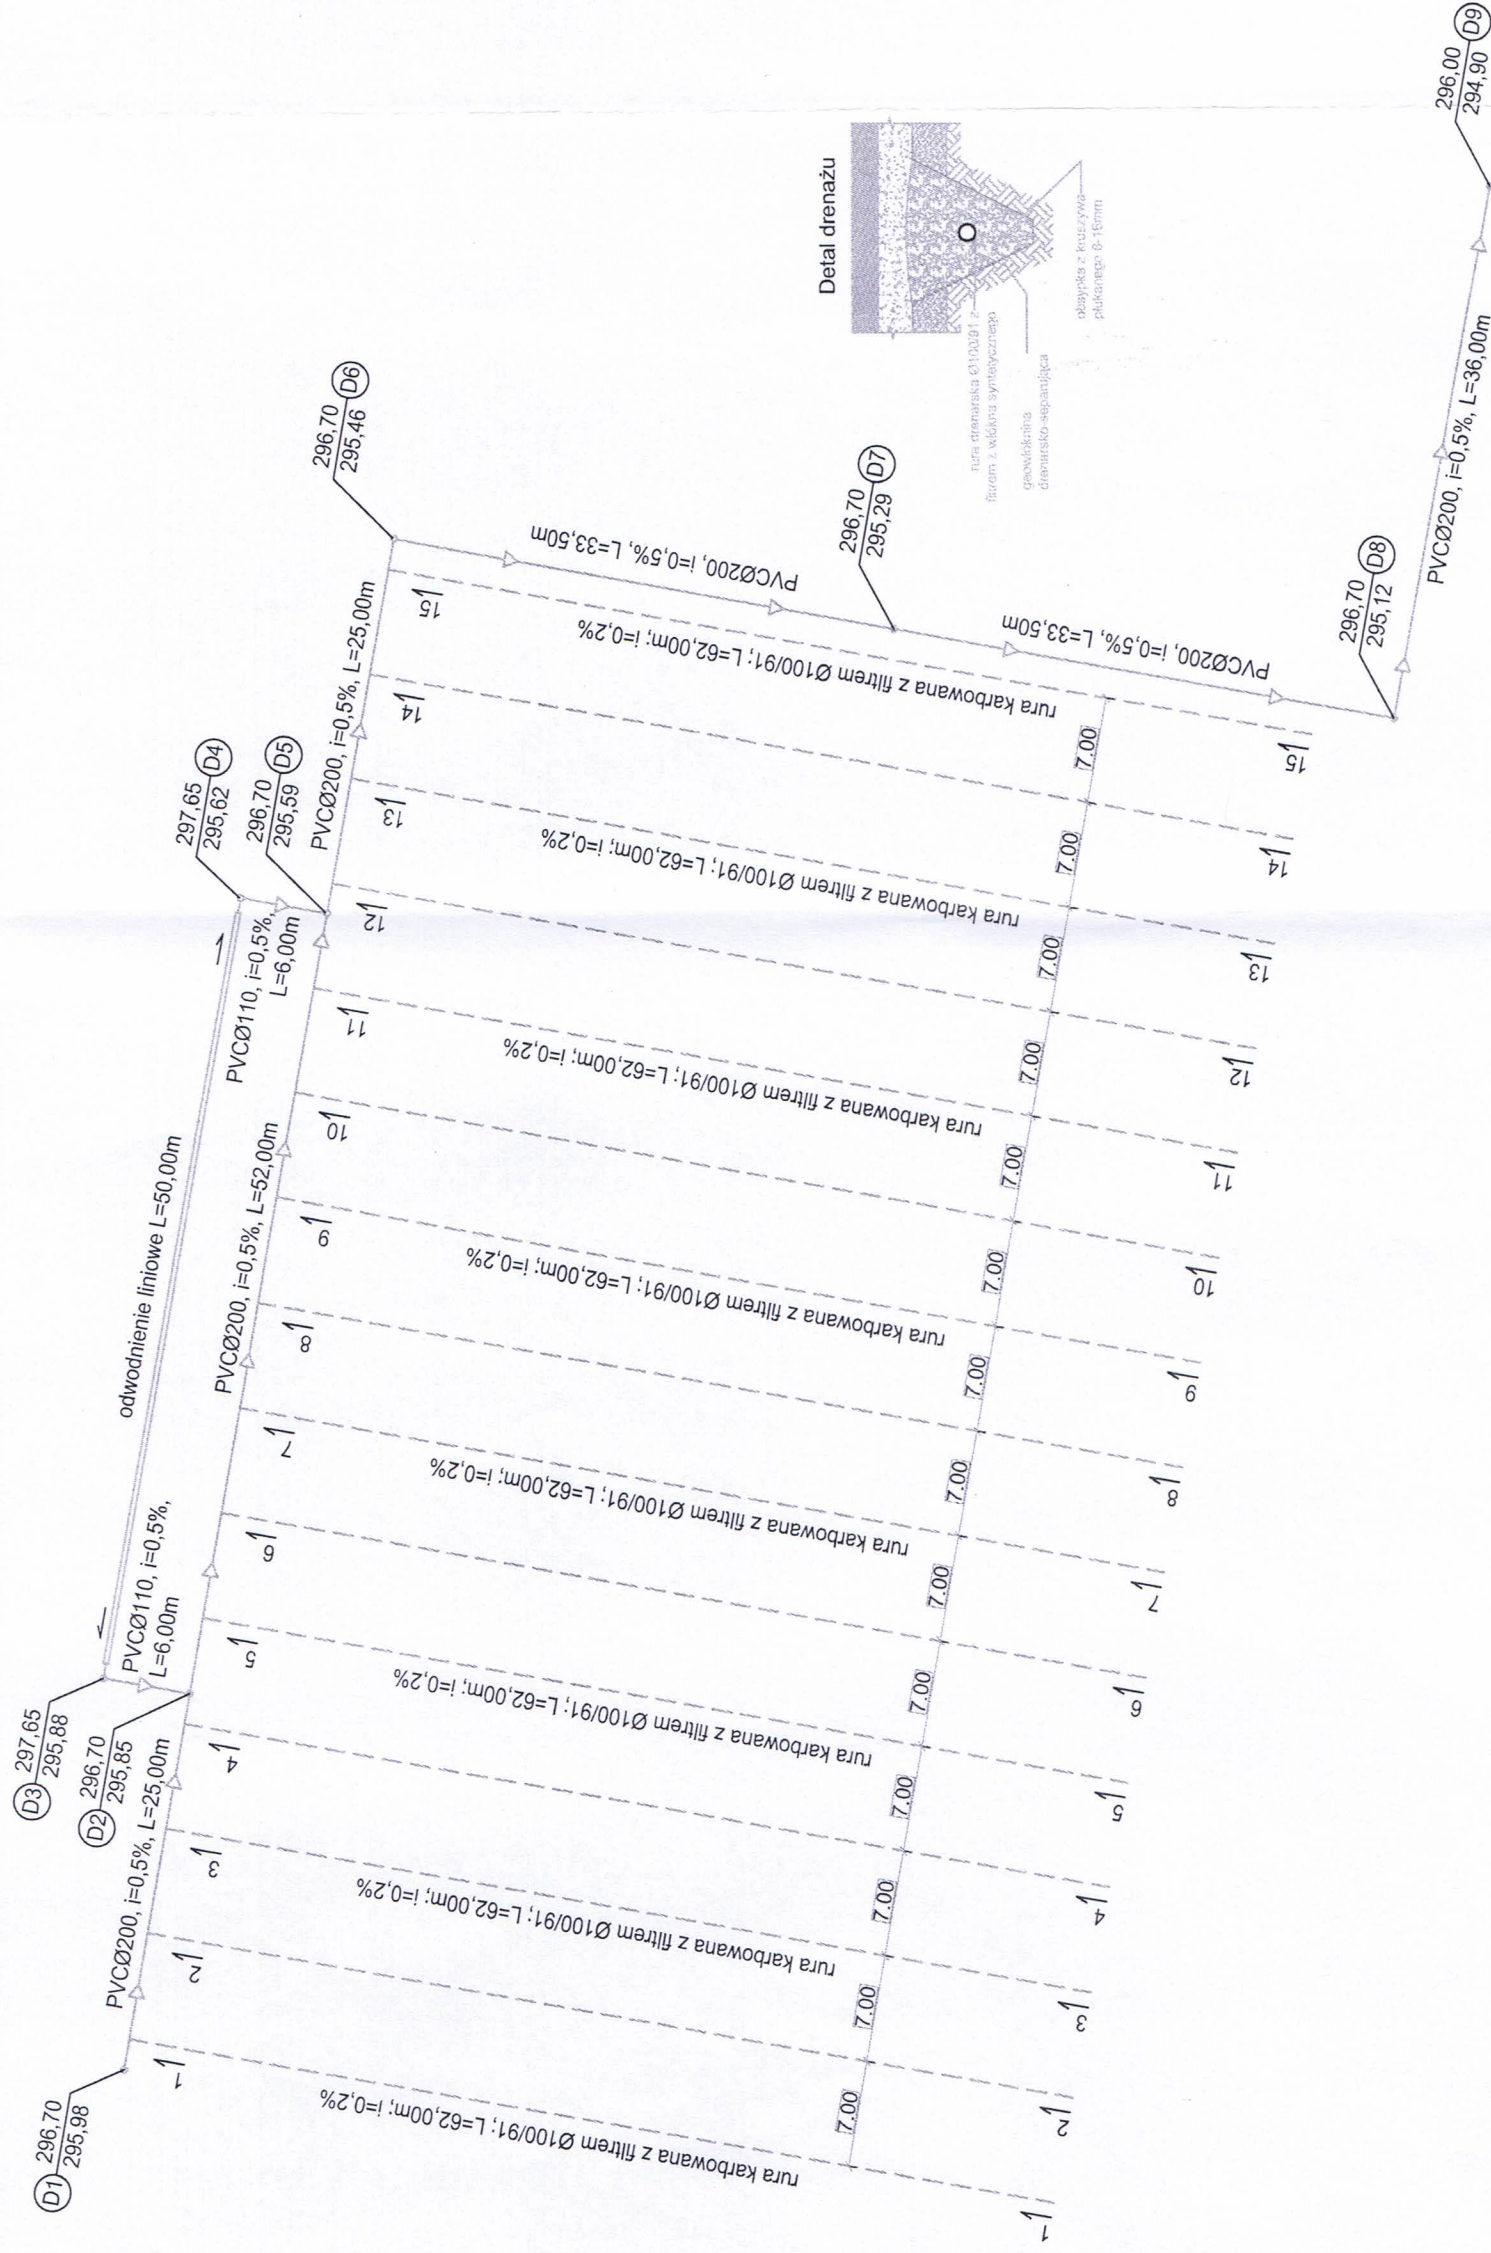 D1
296,70
295,98
PVCØ200, i=0,5%, L=25,00m
D2
296,70
295,85
D3
297,65
295,88
PVCØ110, i=0,5%,
L=6,00m
odwodnienie liniowe L=50,00m
PVCØ200, i=0,5%, L=52,00m
PVCØ110, i=0,5%,
L=6,00m
297,65
295,62
D4
296,70
295,59
D5
PVCØ200, i=0,5%, L=25,00m
296,70
295,46
D6
PVCØ200, i=0,5%, L=33,50m
296,70
295,29
D7
PVCØ200, i=0,5%, L=33,50m
296,70
295,12
D8
PVCØ200, i=0,5%, L=36,00m
296,00
294,90
D9
1
2
3
4
5
6
7
8
9
10
11
12
13
14
15
rura karbowana z filtrem Ø100/91; L=62,00m; i=0,2%
rura karbowana z filtrem Ø100/91; L=62,00m; i=0,2%
rura karbowana z filtrem Ø100/91; L=62,00m; i=0,2%
rura karbowana z filtrem Ø100/91; L=62,00m; i=0,2%
rura karbowana z filtrem Ø100/91; L=62,00m; i=0,2%
rura karbowana z filtrem Ø100/91; L=62,00m; i=0,2%
rura karbowana z filtrem Ø100/91; L=62,00m; i=0,2%
rura karbowana z filtrem Ø100/91; L=62,00m; i=0,2%
7.00
7.00
7.00
7.00
7.00
7.00
7.00
7.00
7.00
7.00
7.00
7.00
7.00
7.00
1
2
3
4
5
6
7
8
9
10
11
12
13
14
15
Detal drenażu
rura drenarska Ø100/91 z
filtrem z włókna syntetycznego
geowłóknina
drenarsko-separująca
obsypka z kruszywa
płukanego 8-16mm